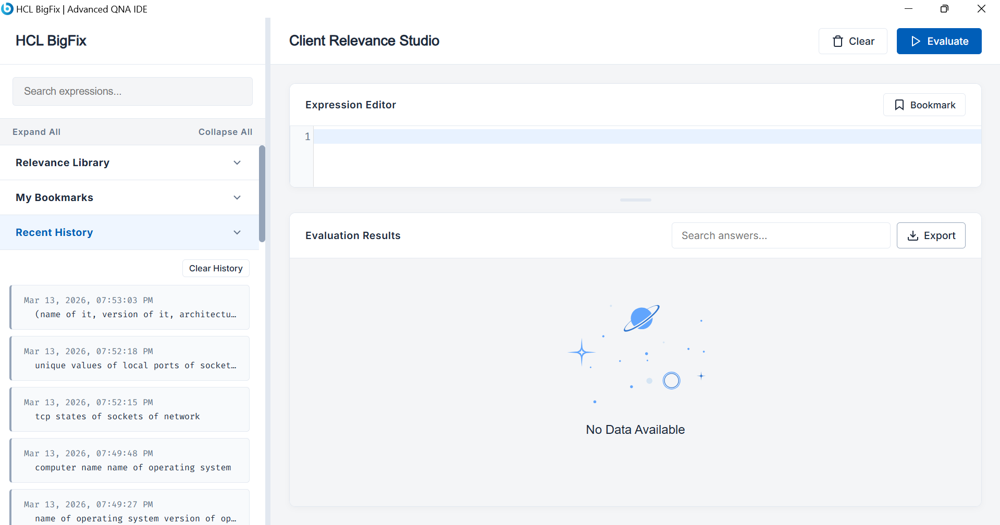 HCL BigFix | Advanced QNA IDE
HCL BigFix
Search expressions...
Expand All
Collapse All
Relevance Library
My Bookmarks
Recent History
Clear History
Mar 13, 2026, 07:53:03 PM
(name of it, version of it, architectu…
Mar 13, 2026, 07:52:18 PM
unique values of local ports of socket…
Mar 13, 2026, 07:52:15 PM
tcp states of sockets of network
Mar 13, 2026, 07:49:48 PM
computer name name of operating system
Mar 13, 2026, 07:49:27 PM
name of operating system version of op…
Client Relevance Studio
Clear
Evaluate
Expression Editor
Bookmark
1
Evaluation Results
Search answers...
Export
No Data Available